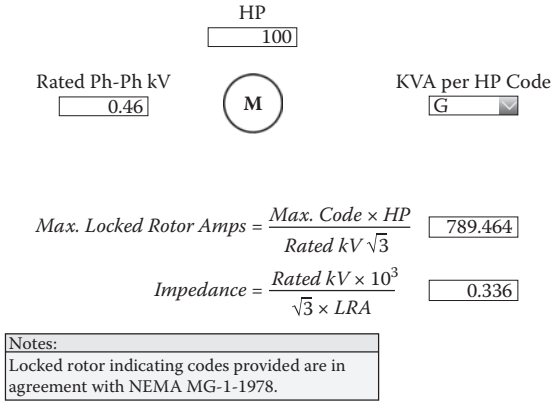 HP
100
Rated Ph-Ph kV
0.46
M
KVA per HP Code
G
Max. Locked Rotor Amps = Max. Code × HP / Rated kV √3
789.464
Impedance = Rated kV × 10³ / √3 × LRA
0.336
Notes:
Locked rotor indicating codes provided are in
agreement with NEMA MG-1-1978.